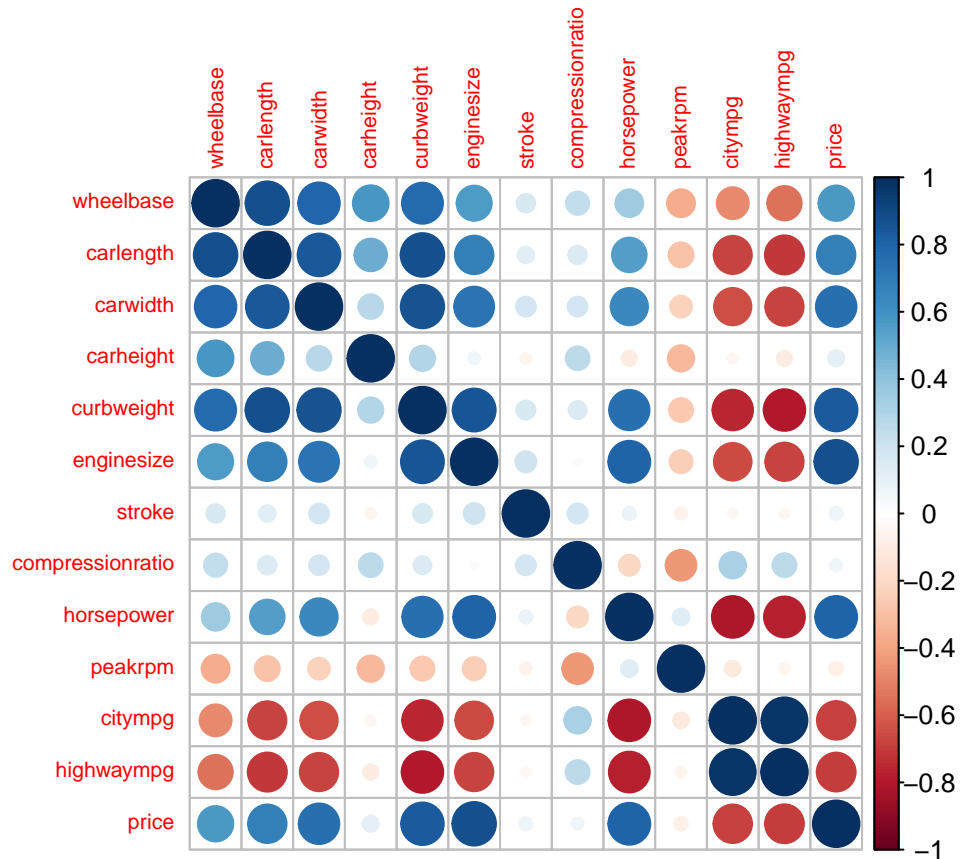 wheelbase
carlength
carwidth
carheight
curbweight
enginesize
stroke
compressionratio
horsepower
peakrpm
citympg
highwaympg
price
wheelbase
carlength
carwidth
carheight
curbweight
enginesize
stroke
compressionratio
horsepower
peakrpm
citympg
highwaympg
price
1
0.8
0.6
0.4
0.2
0
−0.2
−0.4
−0.6
−0.8
−1